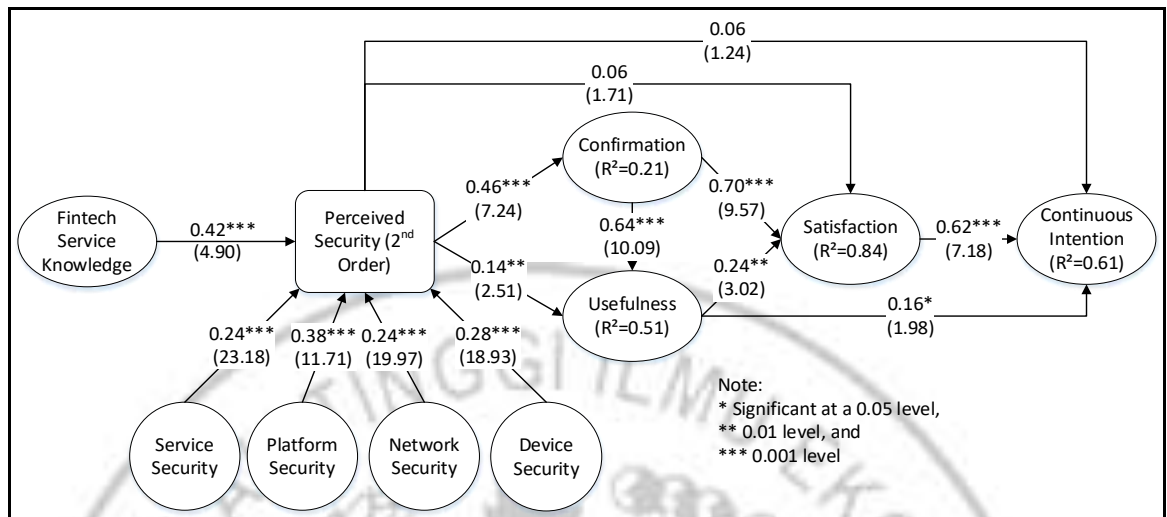 0.06
(1.24)
0.06
(1.71)
Confirmation
(R²=0.21)
0.46***
(7.24)
0.70***
(9.57)
Fintech
Service
Knowledge
0.42***
(4.90)
Perceived
Security (2nd
Order)
0.64***
(10.09)
Satisfaction
(R²=0.84)
0.62***
(7.18)
Continuous
Intention
(R²=0.61)
0.14**
(2.51)
Usefulness
(R²=0.51)
0.24**
(3.02)
0.16*
(1.98)
0.24***
(23.18)
0.38***
(11.71)
0.24***
(19.97)
0.28***
(18.93)
TINGGI ILMU EK
Note:
* Significant at a 0.05 level,
** 0.01 level, and
*** 0.001 level
Service
Security
Platform
Security
Network
Security
Device
Security